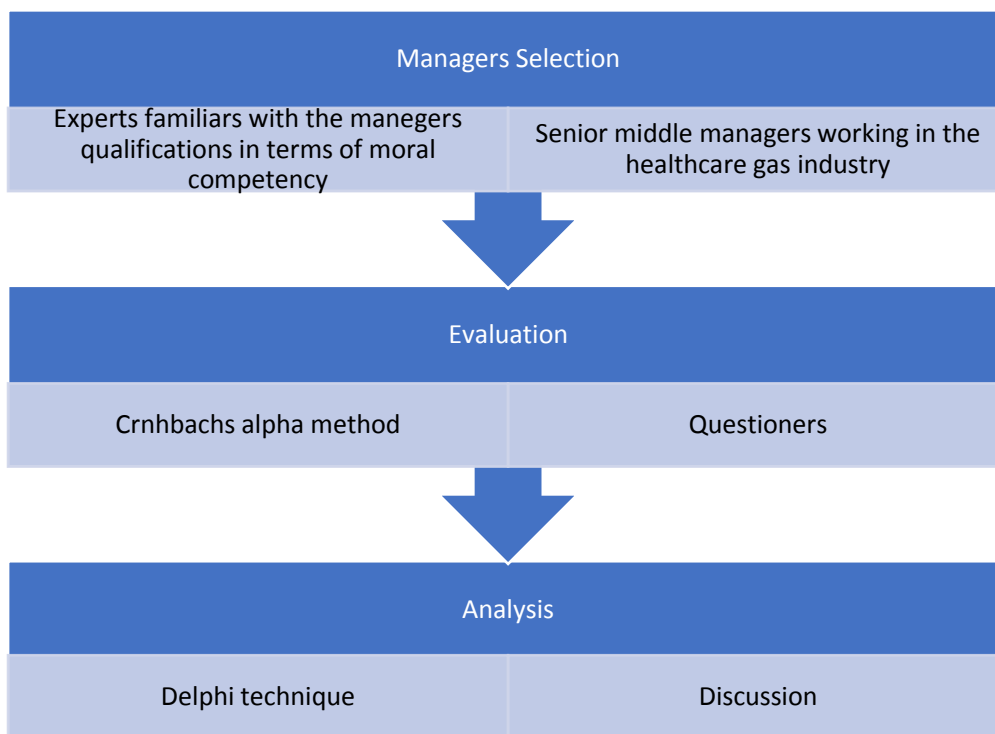 Managers Selection
Experts familiars with the manegers
qualifications in terms of moral
competency
Senior middle managers working in the
healthcare gas industry
Evaluation
Crnhbachs alpha method
Questioners
Analysis
Delphi technique
Discussion